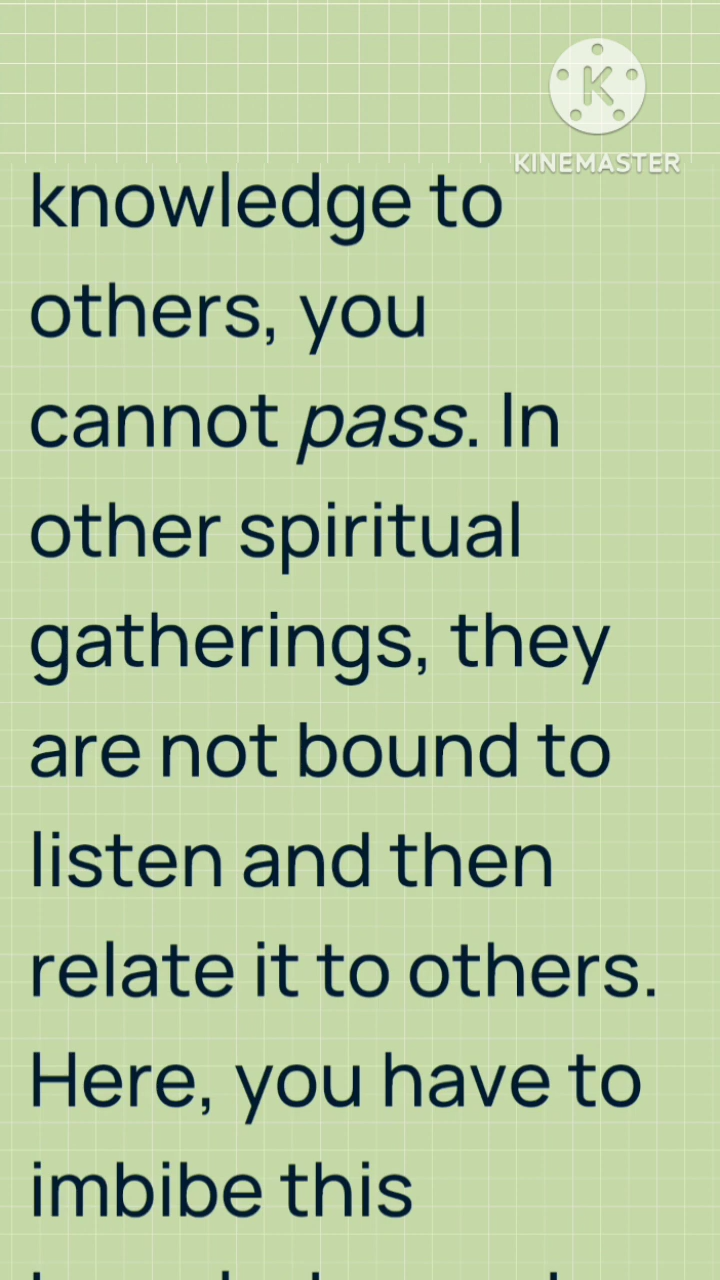 KINEMASTER
knowledge to
others, you
cannot pass. In
other spiritual
gatherings, they
are not bound to
listen and then
relate it to others.
Here, you have to
imbibe this